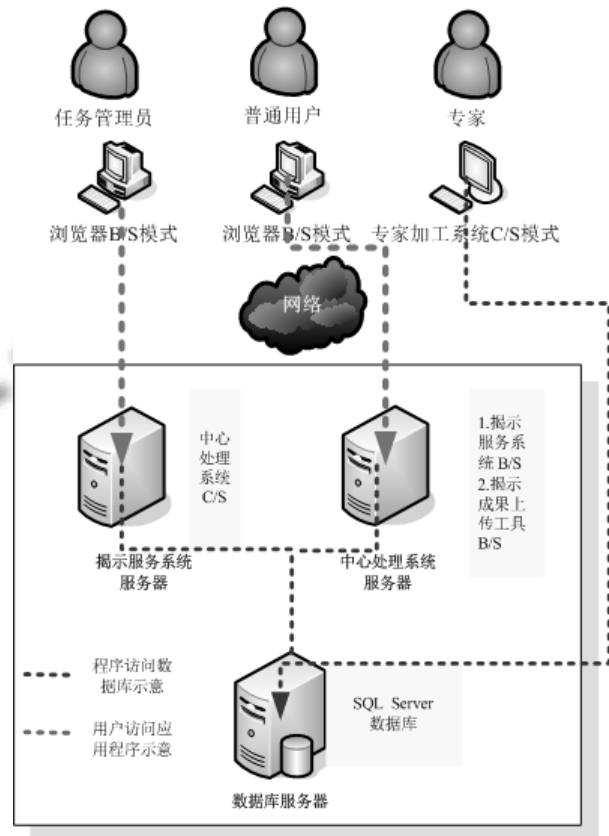 任务管理员
普通用户
专家
浏览器B/S模式
浏览器B/S模式
专家加工系统C/S模式
网络
中心
处理
系统
C/S
1.揭示
服务系
统 B/S
2.揭示
成果上
传工具
B/S
揭示服务系统
服务器
中心处理系统
服务器
程序访问数
据库示意
用户访问应
用程序示意
SQL Server
数据库
数据库服务器